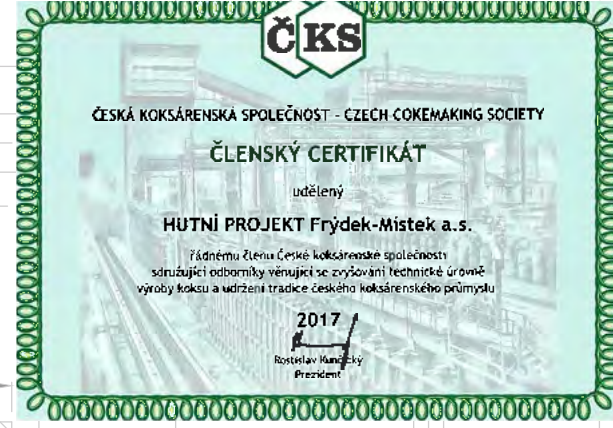 ČKS
ČESKÁ KOKSÁRENSKÁ SPOLEČNOST - CZECH COKEMAKING SOCIETY
ČLENSKÝ CERTIFIKÁT
udělený
HUTNÍ PROJEKT Frýdek-Místek a.s.
řádnému členu České koksárenské společnosti
sdružující odborníky věnující se zvyšování technické úrovně
výroby koksu a udržení tradice českého koksárenského průmyslu
2017
Rostislav Kunčický
Prezident